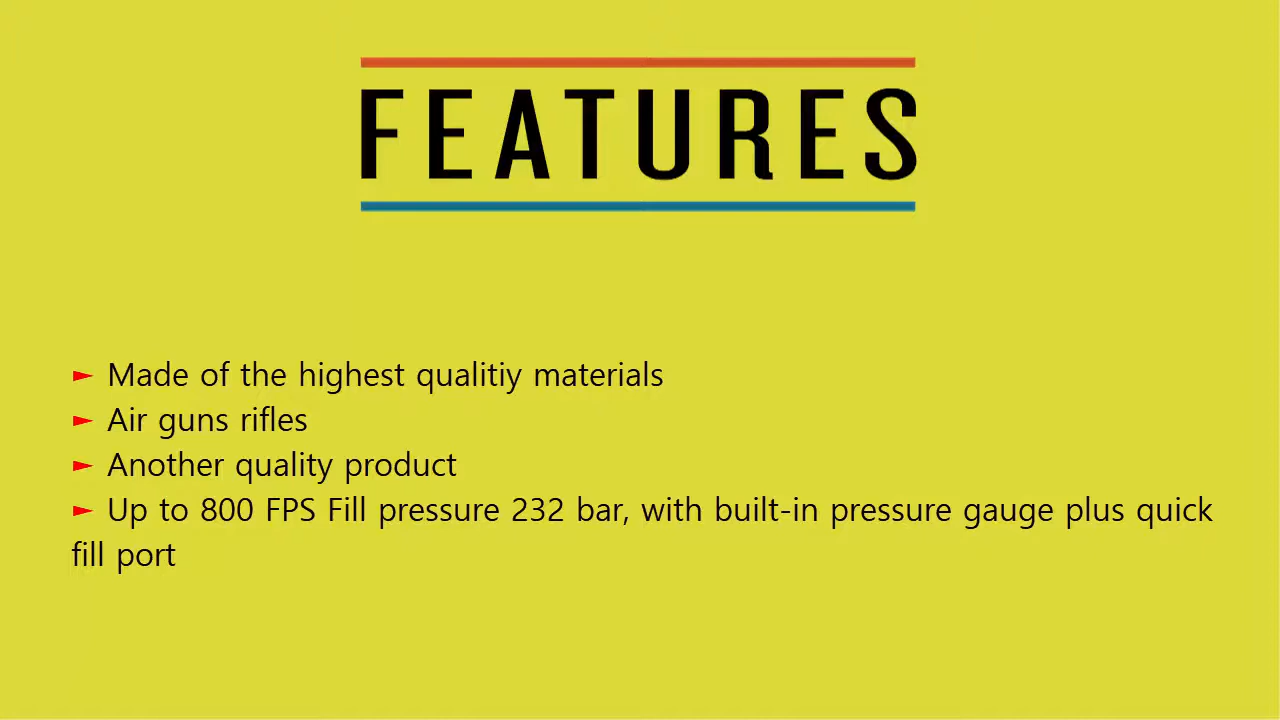 FEATURES
► Made of the highest qualitiy materials
► Air guns rifles
► Another quality product
► Up to 800 FPS Fill pressure 232 bar, with built-in pressure gauge plus quick
fill port